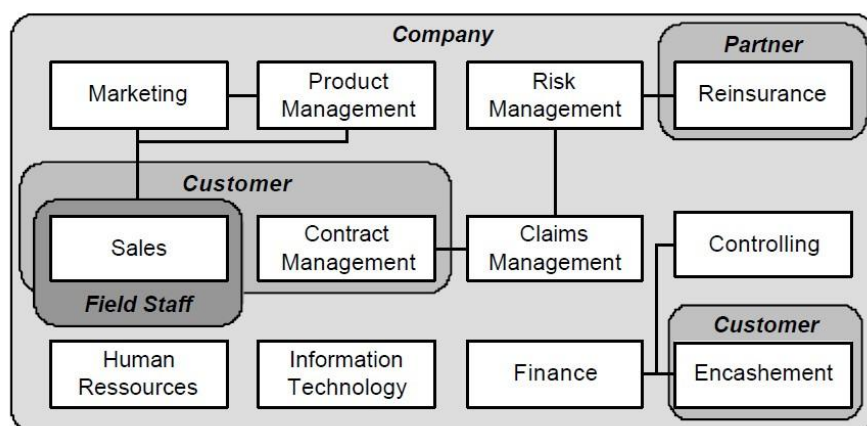 Company
Partner
Marketing
Product
Management
Risk
Management
Reinsurance
Customer
Sales
Contract
Management
Claims
Management
Controlling
Field Staff
Customer
Human
Ressources
Information
Technology
Finance
Encashement